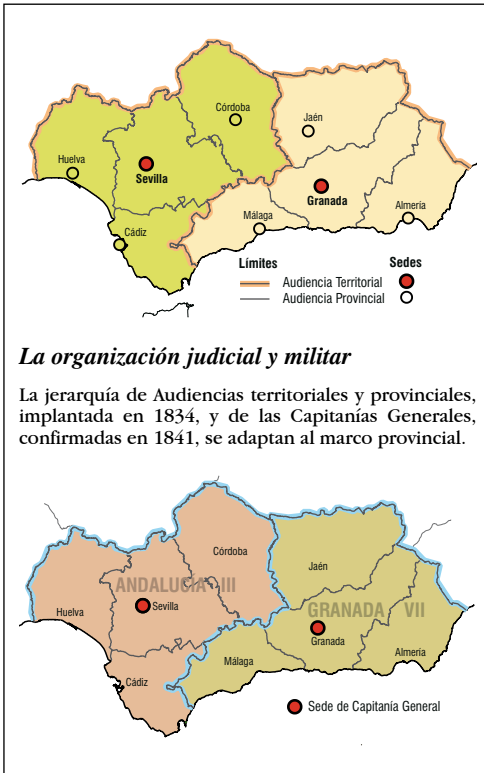 Córdoba
Jaén
Huelva
Sevilla
Granada
Málaga
Almería
Cádiz
Límites
Sedes
Audiencia Territorial
Audiencia Provincial
La organización judicial y militar
La jerarquía de Audiencias territoriales y provinciales,
implantada en 1834, y de las Capitanías Generales,
confirmadas en 1841, se adaptan al marco provincial.
Córdoba
Jaén
ANDALUCIA III
Huelva
Sevilla
GRANADA VII
Granada
Almería
Málaga
Cádiz
Sede de Capitanía General